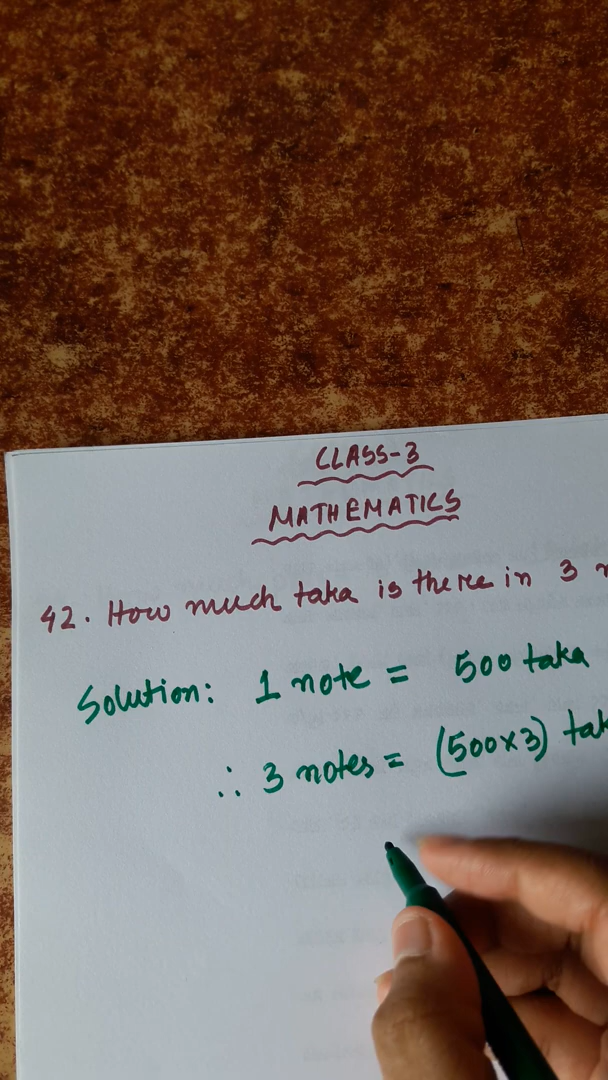 CLASS-3
MATHEMATICS
42. How much taka is there in 3
Solution: 1 note = 500 taka
∴ 3 notes = (500×3)